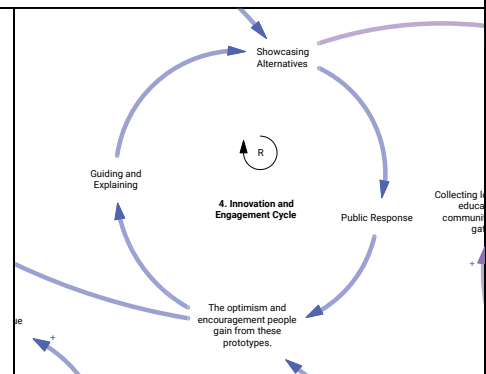 Showcasing
Alternatives
R
Guiding and
Explaining
4. Innovation and
Engagement Cycle
Public Response
Collecting
educa
communi
gat
+
The optimism and
encouragement people
gain from these
prototypes.
ue
+